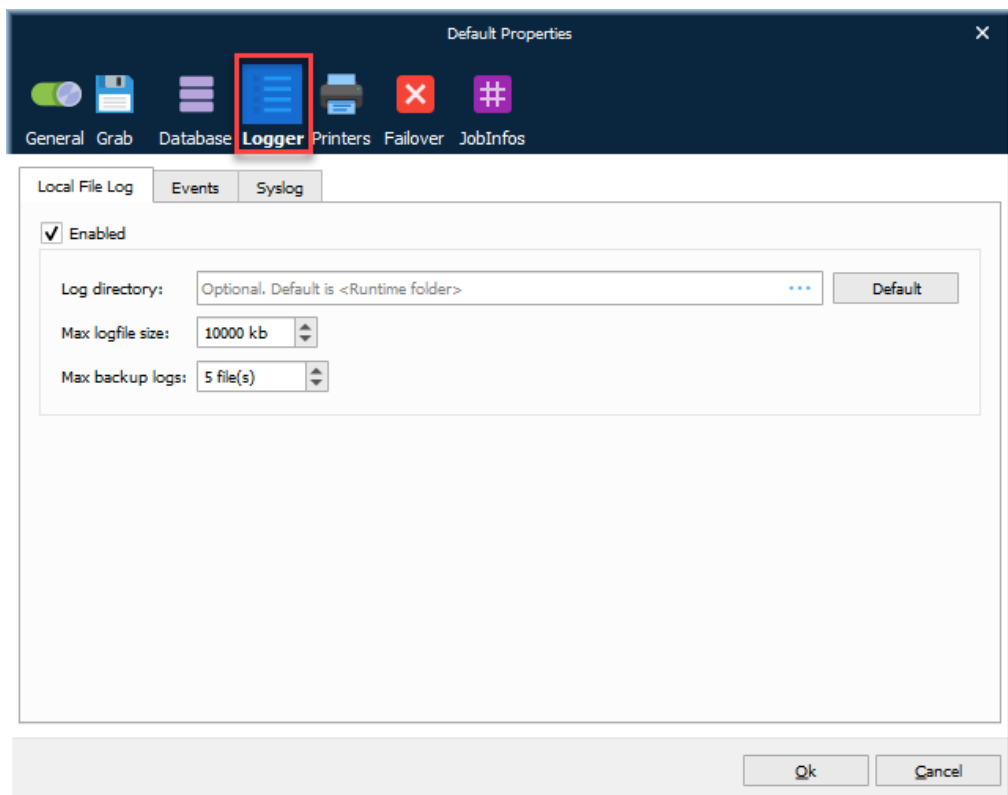 Default Properties
General Grab Database Logger Printers Failover JobInfos
Local File Log Events Syslog
Enabled
Log directory: Optional. Default is <Runtime folder> ... Default
Max logfile size: 10000 kb
Max backup logs: 5 file(s)
Ok Cancel